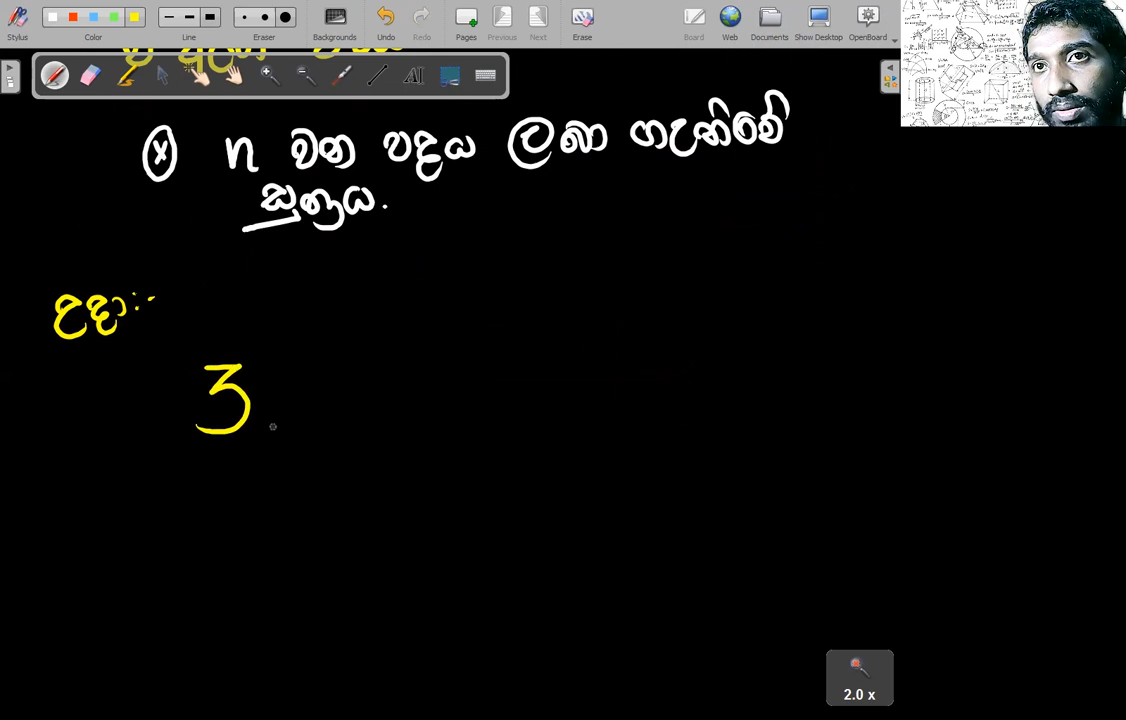 Stylus Color Line Eraser Backgrounds Undo Redo Pages Previous Next Erase Board Web Documents Show Desktop OpenBoard
ⓧ n වන පදය ලබා ගැනීමේ
සූත්‍රය.
උදා:-
3
2.0 x